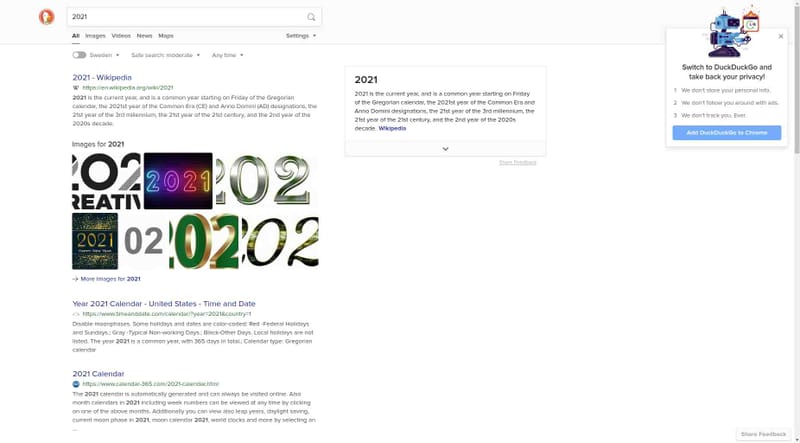 2021
All Images Videos News Maps Settings
Sweden Safe search: moderate Any time
2021 - Wikipedia
https://en.wikipedia.org/wiki/2021
2021 is the current year, and is a common year starting on Friday of the Gregorian
calendar, the 2021st year of the Common Era (CE) and Anno Domini (AD) designations, the
21st year of the 3rd millennium, the 21st year of the 21st century, and the 2nd year of the
2020s decade.
Images for 2021
202
CREATIV
2021
202
2021
02
202
202
More Images for 2021
Year 2021 Calendar - United States - Time and Date
https://www.timeanddate.com/calendar/?year=2021&country=1
Disable moonphases. Some holidays and dates are color-coded: Red -Federal Holidays
and Sundays.; Gray -Typical Non-working Days.; Black-Other Days. Local holidays are not
listed. The year 2021 is a common year, with 365 days in total.; Calendar type: Gregorian
calendar
2021 Calendar
https://www.calendar-365.com/2021-calendar.html
The 2021 calendar is automatically generated and can always be visited online. Also
month calendars in 2021 including week numbers can be viewed at any time by clicking
on one of the above months. Additionally you can view also leap years, daylight saving,
current moon phase in 2021, moon calendar 2021, world clocks and more by selecting an
...
2021
2021 is the current year, and is a common year starting on Friday
of the Gregorian calendar, the 2021st year of the Common Era and
Anno Domini designations, the 21st year of the 3rd millennium, the
21st year of the 21st century, and the 2nd year of the 2020s
decade. Wikipedia
Share Feedback
Switch to DuckDuckGo and
take back your privacy!
1 We don't store your personal info.
2 We don't follow you around with ads.
3 We don't track you. Ever.
Add DuckDuckGo to Chrome
Share Feedback